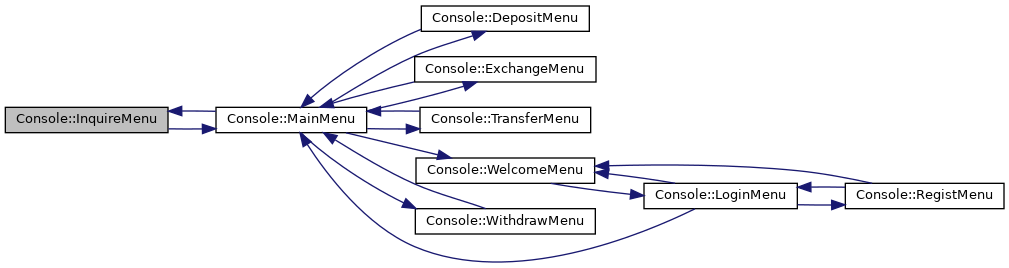 Console::DepositMenu
Console::ExchangeMenu
Console::InquireMenu
Console::MainMenu
Console::TransferMenu
Console::WelcomeMenu
Console::LoginMenu
Console::RegistMenu
Console::WithdrawMenu